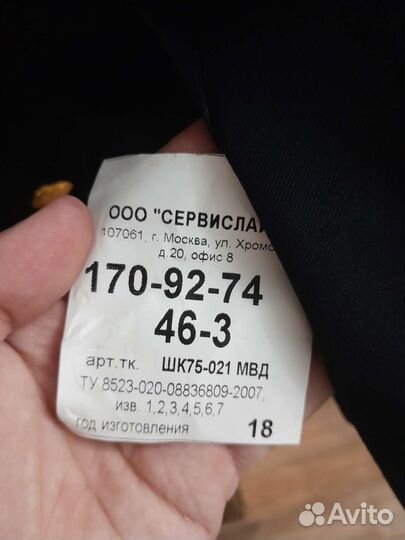 ООО "СЕРВИСЛА
107061, г. Москва, ул. Хромо
д.20, офис 8
170-92-74
46-3
арт.тк. ШК75-021 МВД
ТУ 8523-020-08836809-2007,
изв. 1,2,3,4,5,6,7
год изготовления 18
Avito